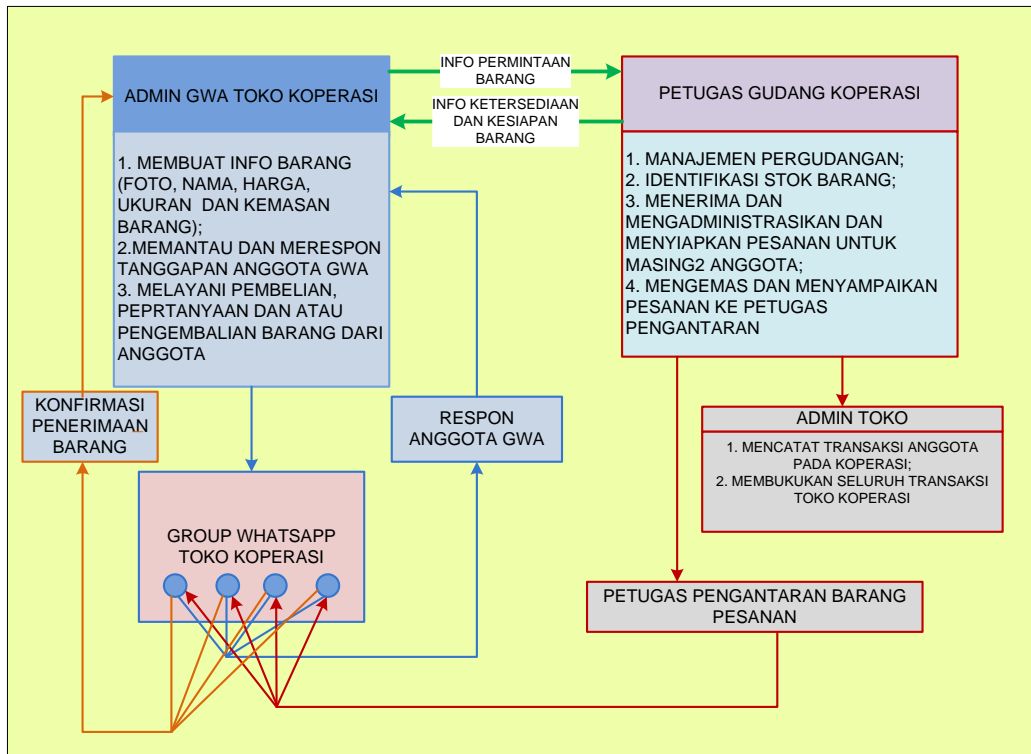 INFO PERMINTAAN
BARANG
ADMIN GWA TOKO KOPERASI
PETUGAS GUDANG KOPERASI
INFO KETERSEDIAAN
DAN KESIAPAN
BARANG
1. MEMBUAT INFO BARANG
(FOTO, NAMA, HARGA,
UKURAN DAN KEMASAN
BARANG);
2.MEMANTAU DAN MERESPON
TANGGAPAN ANGGOTA GWA
3. MELAYANI PEMBELIAN,
PEPRTANYAAN DAN ATAU
PENGEMBALIAN BARANG DARI
ANGGOTA
1. MANAJEMEN PERGUDANGAN;
2. IDENTIFIKASI STOK BARANG;
3. MENERIMA DAN
MENGADMINISTRASIKAN DAN
MENYIAPKAN PESANAN UNTUK
MASING2 ANGGOTA;
4. MENGEMAS DAN MENYAMPAIKAN
PESANAN KE PETUGAS
PENGANTARAN
KONFIRMASI
PENERIMAAN
BARANG
RESPON
ANGGOTA GWA
ADMIN TOKO
1. MENCATAT TRANSAKSI ANGGOTA
PADA KOPERASI;
2. MEMBUKUKAN SELURUH TRANSAKSI
TOKO KOPERASI
GROUP WHATSAPP
TOKO KOPERASI
PETUGAS PENGANTARAN BARANG
PESANAN